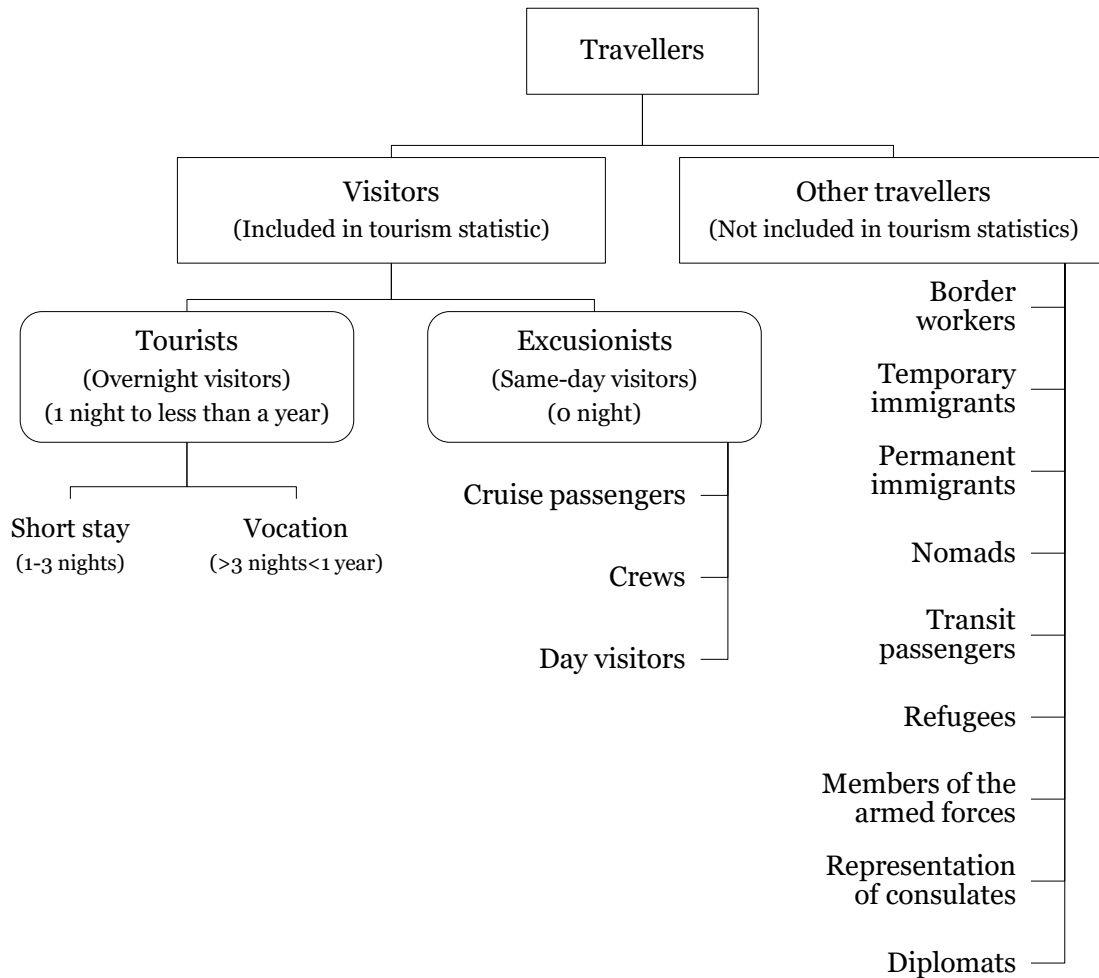 Travellers
Visitors
(Included in tourism statistic)
Other travellers
(Not included in tourism statistics)
Tourists
(Overnight visitors)
(1 night to less than a year)
Excusionists
(Same-day visitors)
(0 night)
Short stay
(1-3 nights)
Vocation
(>3 nights<1 year)
Cruise passengers
Crews
Day visitors
Border
workers
Temporary
immigrants
Permanent
immigrants
Nomads
Transit
passengers
Refugees
Members of the
armed forces
Representation
of consulates
Diplomats